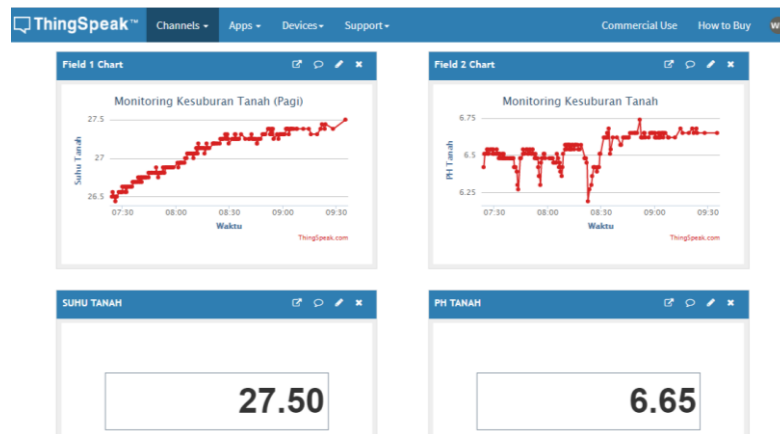 ThingSpeak™ Channels Apps Devices Support Commercial Use How to Buy
Field 1 Chart
Monitoring Kesuburan Tanah (Pagi)
Suhu Tanah
27.5
27
26.5
07:30 08:00 08:30 09:00 09:30
Waktu
ThingSpeak.com
Field 2 Chart
Monitoring Kesuburan Tanah
PH Tanah
6.75
6.5
6.25
07:30 08:00 08:30 09:00 09:30
Waktu
ThingSpeak.com
SUHU TANAH
27.50
PH TANAH
6.65